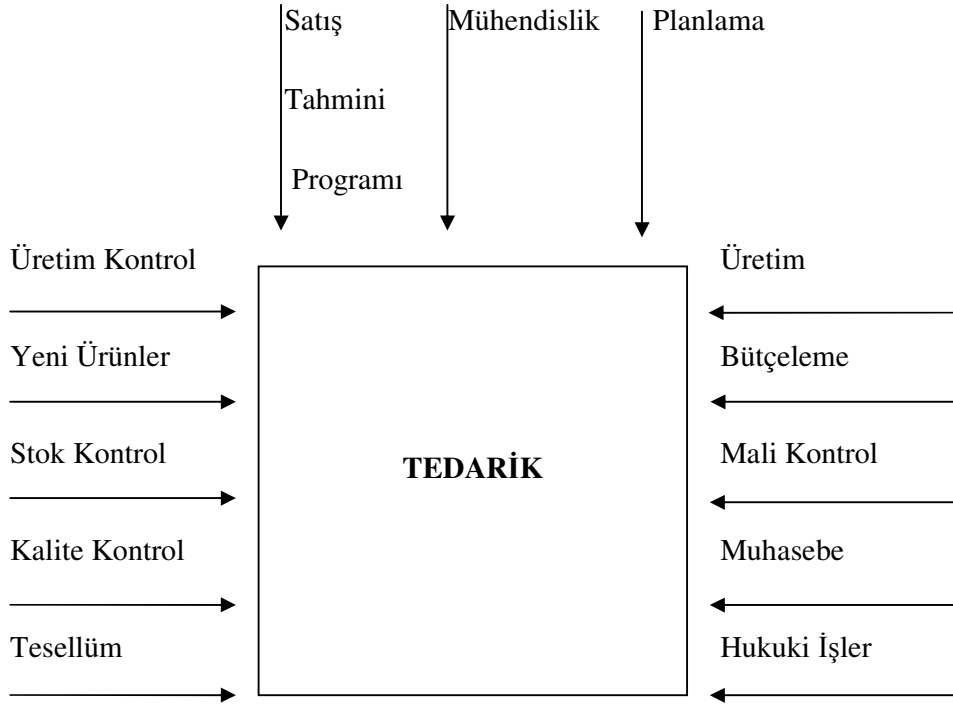 Satış Mühendislik Planlama
Tahmini
Programı
Üretim Kontrol Üretim
Yeni Ürünler Bütçeleme
Stok Kontrol TEDARİK Mali Kontrol
Kalite Kontrol Muhasebe
Tesellüm Hukuki İşler